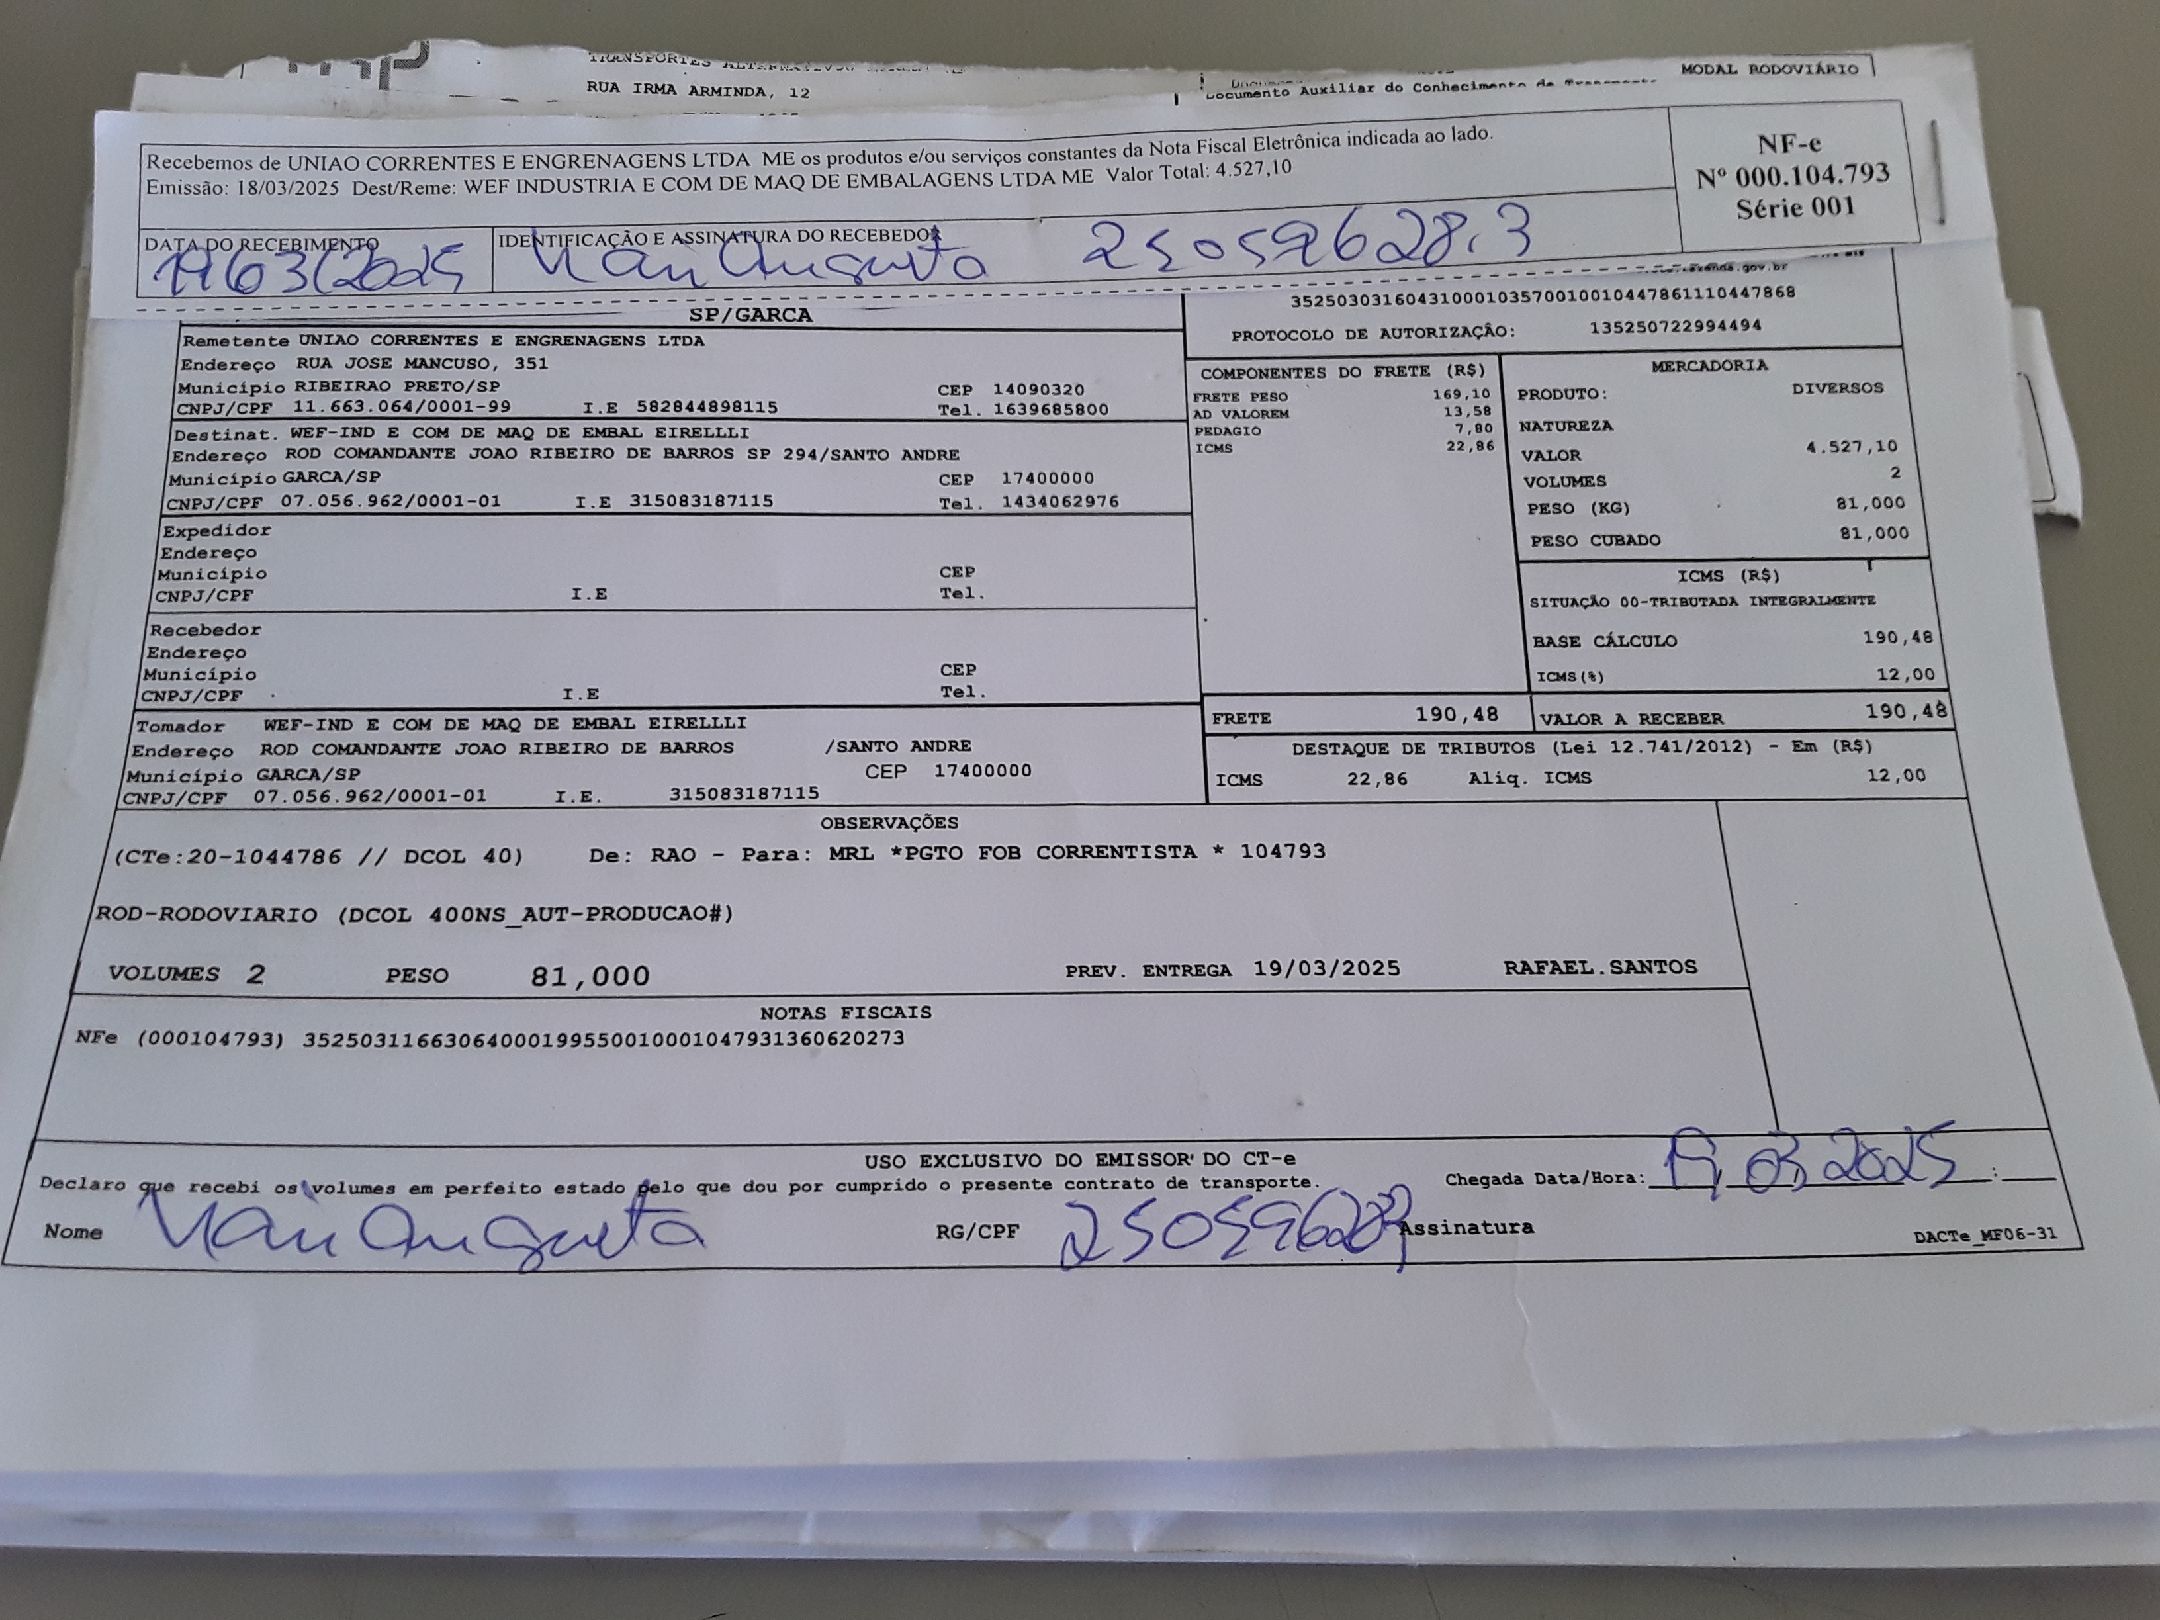 RUA IRMA ARMINDA, 12
MODAL RODOVIÁRIO
Documento Auxiliar do Conhecimento de
Recebemos de UNIAO CORRENTES E ENGRENAGENS LTDA ME os produtos e/ou serviços constantes da Nota Fiscal Eletrônica indicada ao lado.
Emissão: 18/03/2025 Dest/Reme: WEF INDUSTRIA E COM DE MAQ DE EMBALAGENS LTDA ME Valor Total: 4.527,10
NF-e
Nº 000.104.793
Série 001
DATA DO RECEBIMENTO
19/03/2025
IDENTIFICAÇÃO E ASSINATURA DO RECEBEDOR
25059628.3
SP/GARCA
35250303160431000103570010010447861110447868
PROTOCOLO DE AUTORIZAÇÃO: 135250722994494
Remetente UNIAO CORRENTES E ENGRENAGENS LTDA
Endereço RUA JOSE MANCUSO, 351
Município RIBEIRAO PRETO/SP CEP 14090320
CNPJ/CPF 11.663.064/0001-99 I.E 582844898115 Tel. 1639685800
Destinat. WEF-IND E COM DE MAQ DE EMBAL EIRELLLI
Endereço ROD COMANDANTE JOAO RIBEIRO DE BARROS SP 294/SANTO ANDRE
Município GARCA/SP CEP 17400000
CNPJ/CPF 07.056.962/0001-01 I.E 315083187115 Tel. 1434062976
Expedidor
Endereço
Município CEP
CNPJ/CPF I.E Tel.
Recebedor
Endereço
Município CEP
CNPJ/CPF I.E Tel.
Tomador WEF-IND E COM DE MAQ DE EMBAL EIRELLLI
Endereço ROD COMANDANTE JOAO RIBEIRO DE BARROS /SANTO ANDRE
Município GARCA/SP CEP 17400000
CNPJ/CPF 07.056.962/0001-01 I.E. 315083187115
COMPONENTES DO FRETE (R$)
FRETE PESO 169,10
AD VALOREM 13,58
PEDAGIO 7,80
ICMS 22,86
MERCADORIA
PRODUTO: DIVERSOS
NATUREZA
VALOR 4.527,10
VOLUMES 2
PESO (KG) 81,000
PESO CUBADO 81,000
ICMS (R$)
SITUAÇÃO 00-TRIBUTADA INTEGRALMENTE
BASE CÁLCULO 190,48
ICMS(%) 12,00
FRETE 190,48
VALOR A RECEBER 190,48
DESTAQUE DE TRIBUTOS (Lei 12.741/2012) - Em (R$)
ICMS 22,86 Aliq. ICMS 12,00
OBSERVAÇÕES
(CTe:20-1044786 // DCOL 40) De: RAO - Para: MRL *PGTO FOB CORRENTISTA * 104793
ROD-RODOVIARIO (DCOL 400NS_AUT-PRODUCAO#)
VOLUMES 2 PESO 81,000 PREV. ENTREGA 19/03/2025 RAFAEL.SANTOS
NOTAS FISCAIS
NFe (000104793) 35250311663064000199550010001047931360620273
USO EXCLUSIVO DO EMISSOR DO CT-e
Declaro que recebi os volumes em perfeito estado pelo que dou por cumprido o presente contrato de transporte.
Chegada Data/Hora: 19 03 2025 :
Nome
RG/CPF 250596283 Assinatura
DACTe_MF06-31